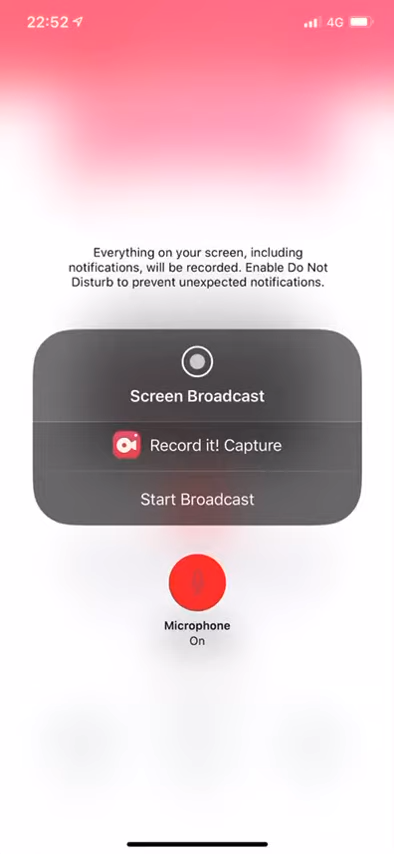 22:52
4G
Everything on your screen, including
notifications, will be recorded. Enable Do Not
Disturb to prevent unexpected notifications.
Screen Broadcast
Record it! Capture
Start Broadcast
Microphone
On